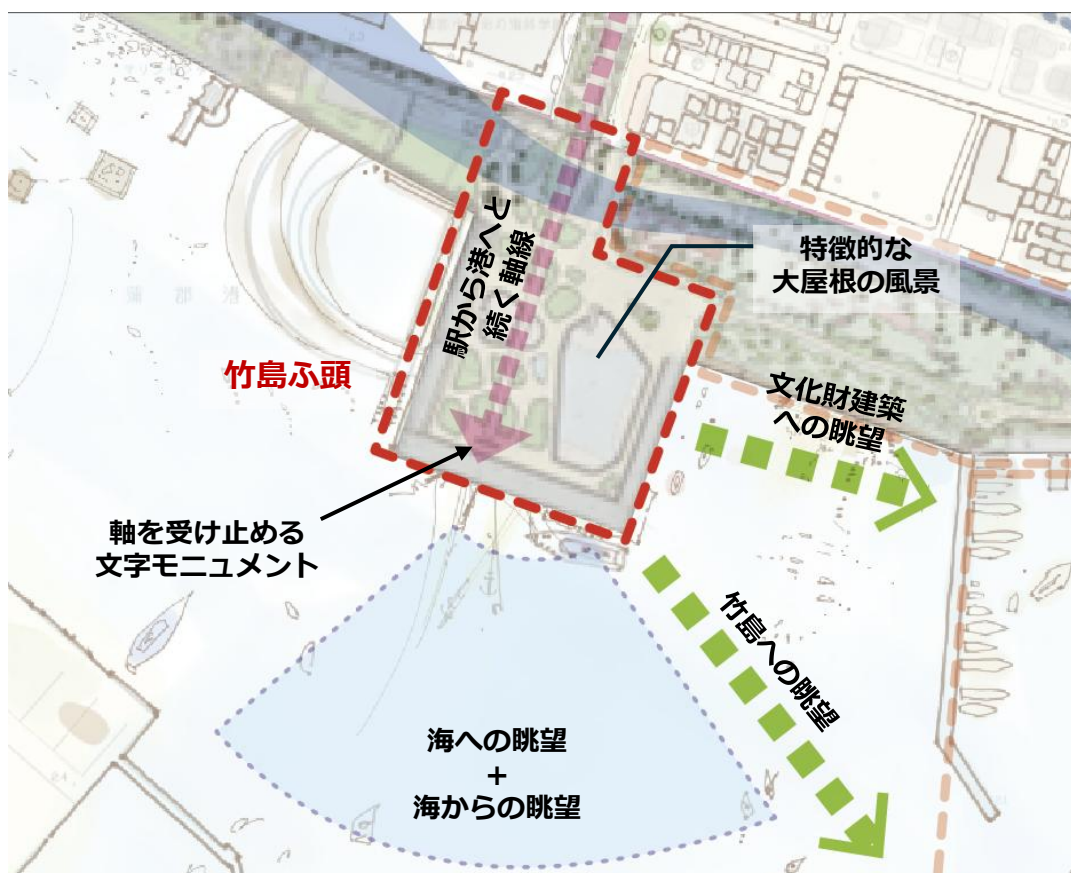 駅から港へと
続く軸線
特徴的な
大屋根の風景
竹島ふ頭
文化財建築
への眺望
軸を受け止める
文字モニュメント
竹島への眺望
海への眺望
+
海からの眺望
蒲郡港